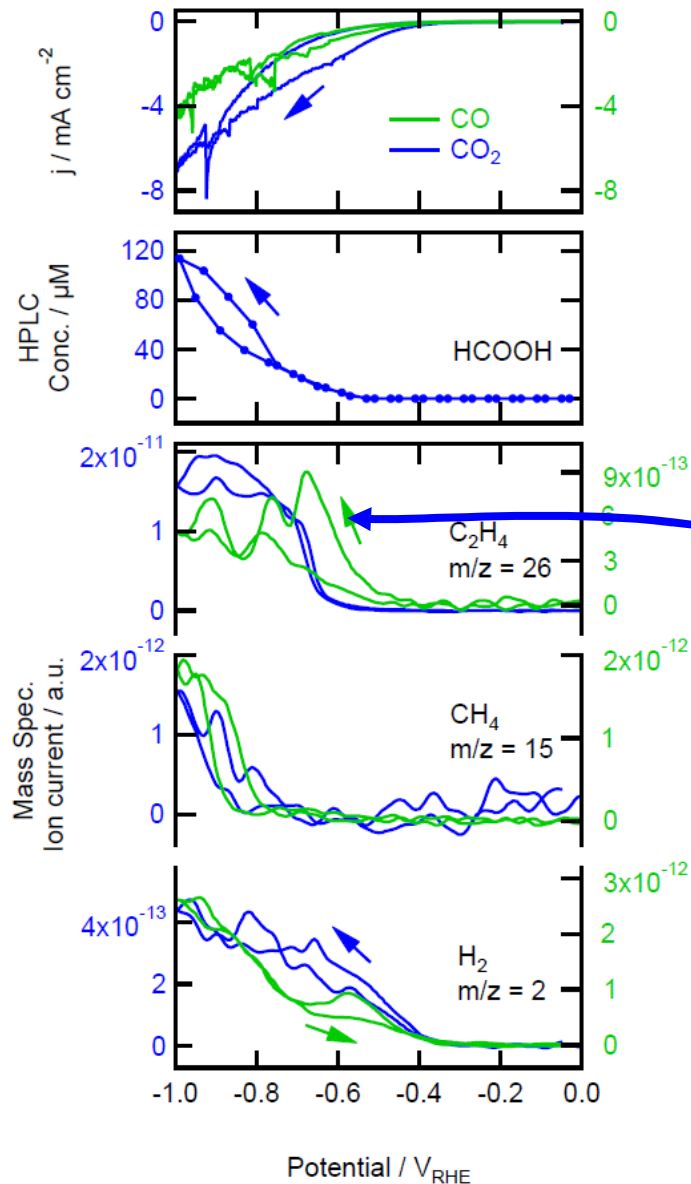 0
-4
-8
j / mA cm⁻²
CO
CO₂
0
-4
-8
120
80
40
0
HPLC
Conc. / µM
HCOOH
2x10⁻¹¹
1
0
C₂H₄
m/z = 26
9x10⁻¹³
6
3
0
2x10⁻¹²
1
0
Mass Spec.
Ion current / a.u.
CH₄
m/z = 15
2x10⁻¹²
1
0
4x10⁻¹³
2
0
H₂
m/z = 2
3x10⁻¹²
2
1
0
-1.0 -0.8 -0.6 -0.4 -0.2 0.0
Potential / V_RHE